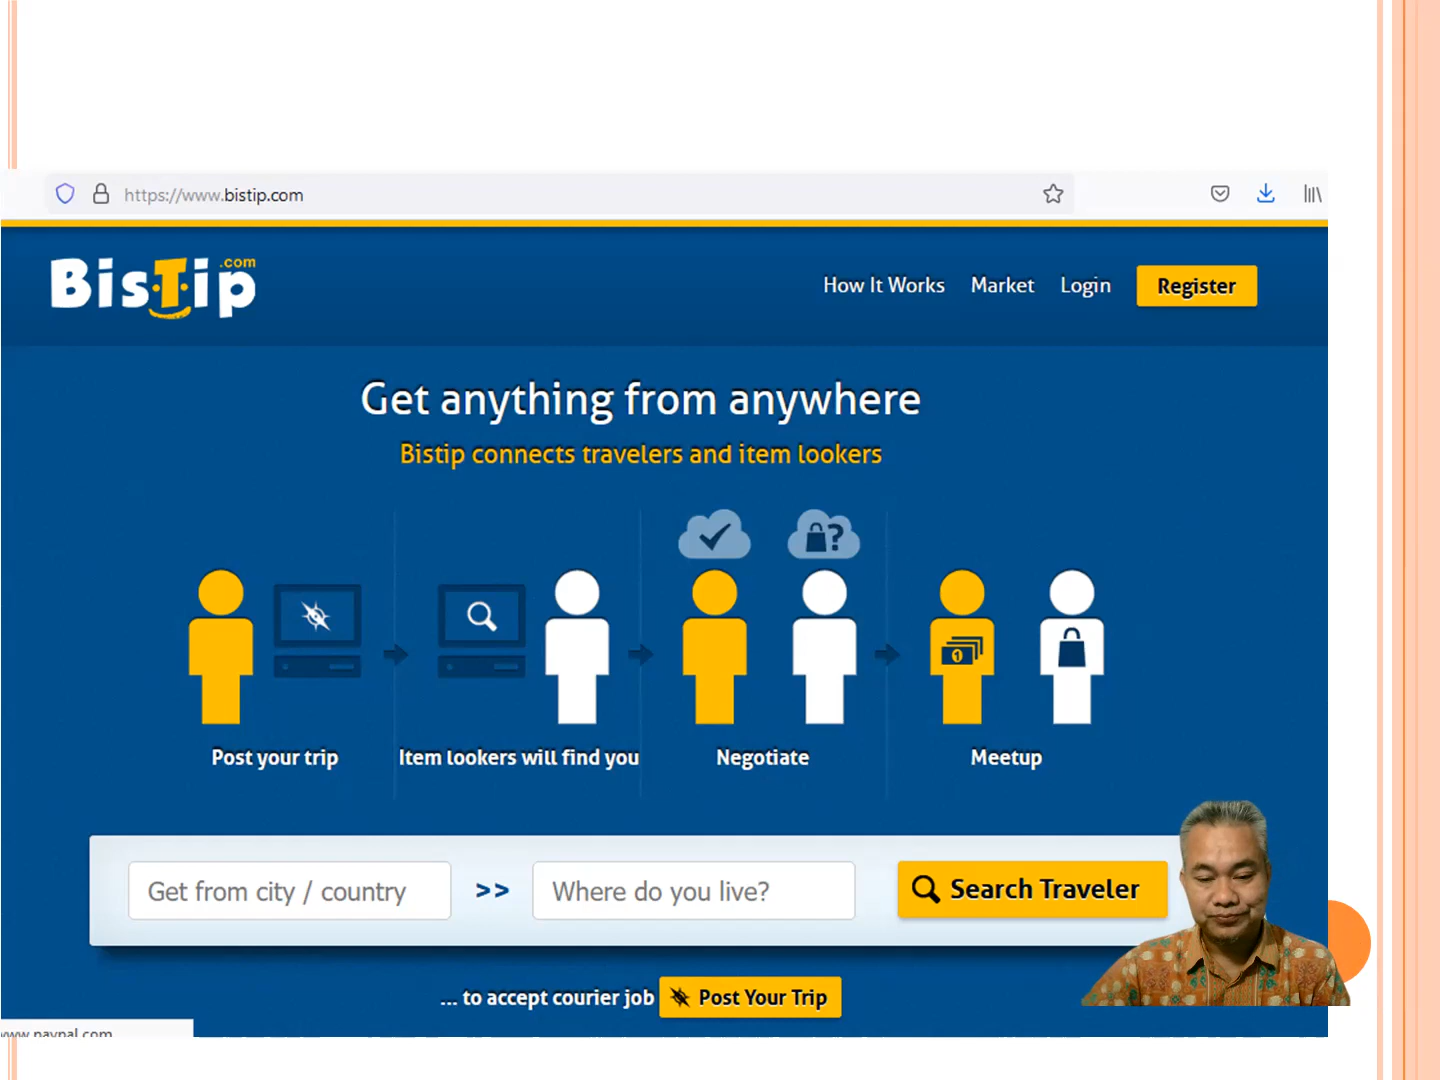 https://www.bistip.com
BisTip.com
How It Works Market Login Register
Get anything from anywhere
Bistip connects travelers and item lookers
?
1
Post your trip Item lookers will find you Negotiate Meetup
Get from city / country >> Where do you live? Search Traveler
... to accept courier job Post Your Trip
www.paypal.com